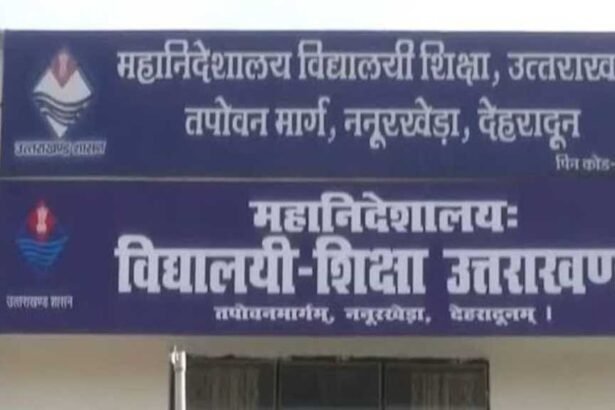 महानिदेशालय विद्यालयी शिक्षा, उत्तराख
तपोवन मार्ग, ननूरखेड़ा, देहरादून
उत्तराखण्ड शासन
पिन कोड-
महानिदेशालयः
विद्यालयी-शिक्षा उत्तराखण
उत्तराखण्ड शासन
तपोवनमार्गम्, ननूरखेड़ा, देहरादूनम् ।